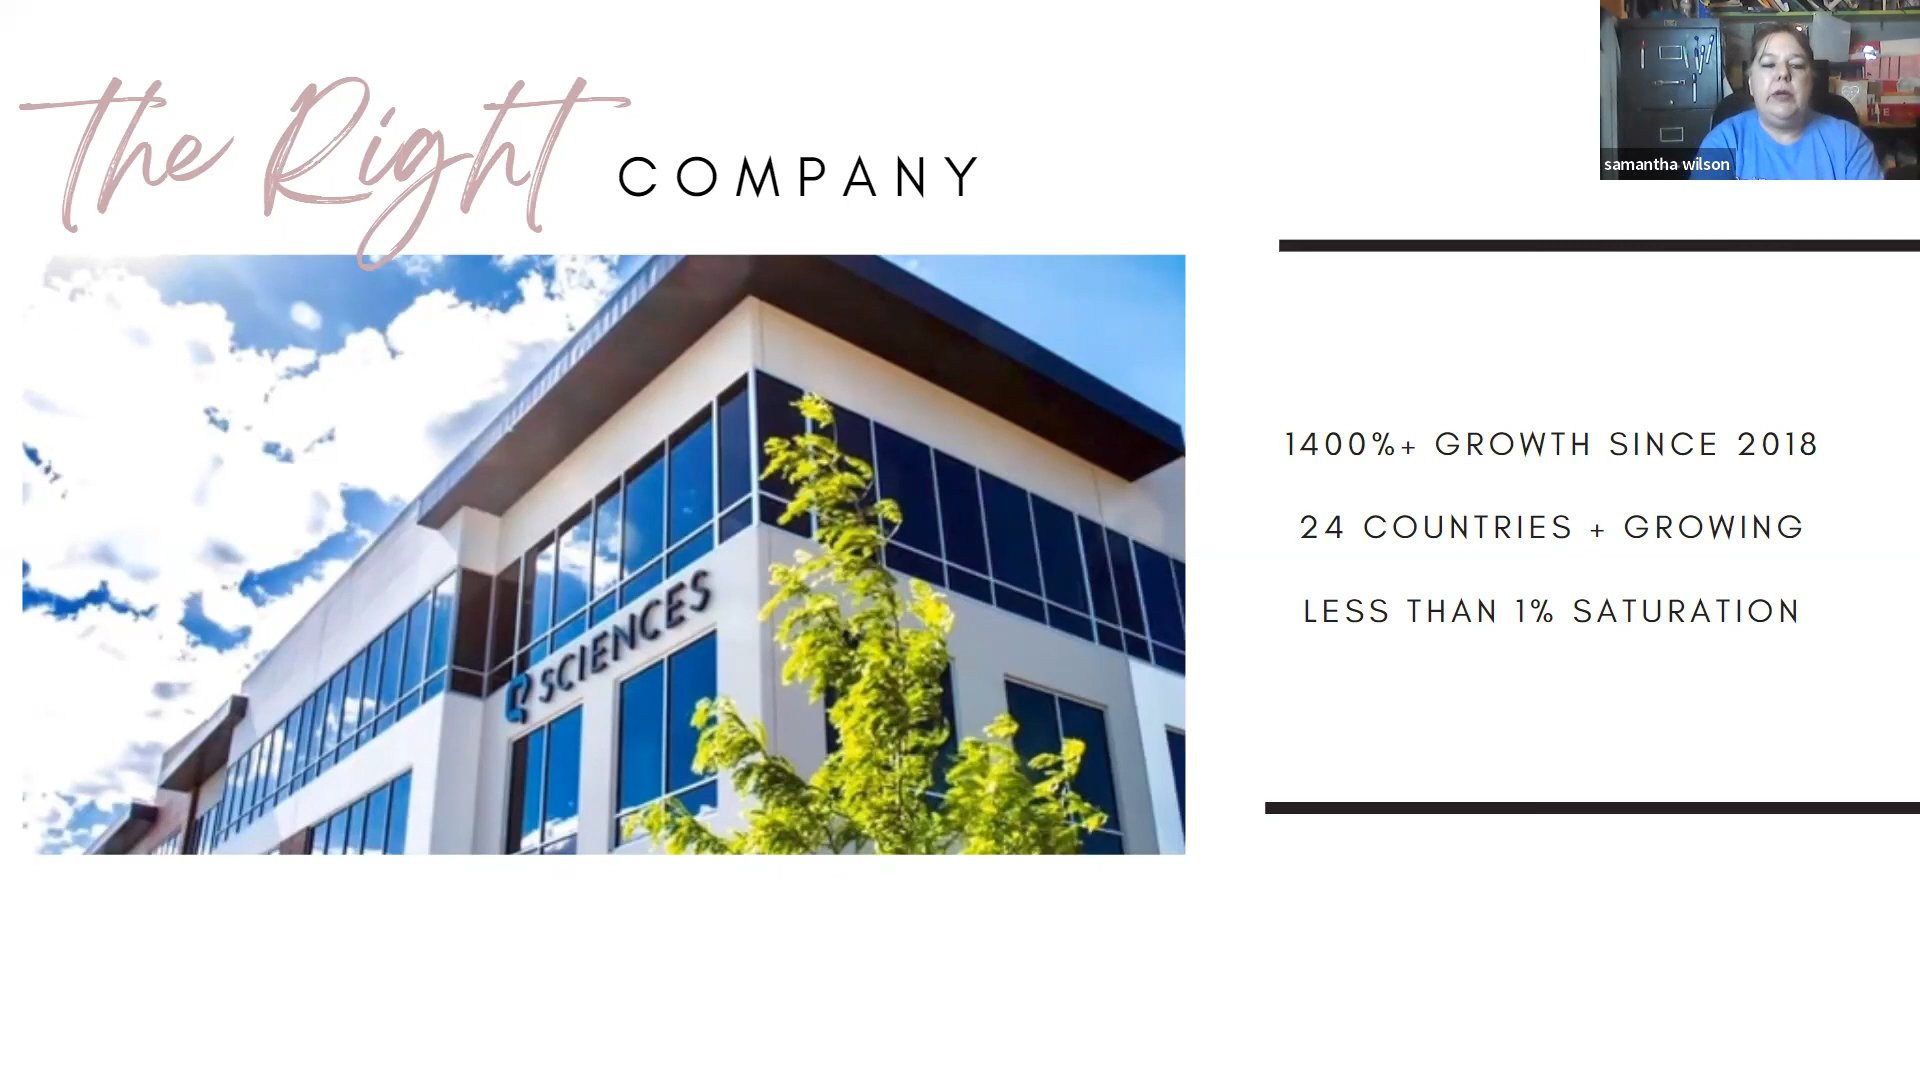 the Right COMPANY
samantha wilson
Q SCIENCES
1400%+ GROWTH SINCE 2018
24 COUNTRIES + GROWING
LESS THAN 1% SATURATION